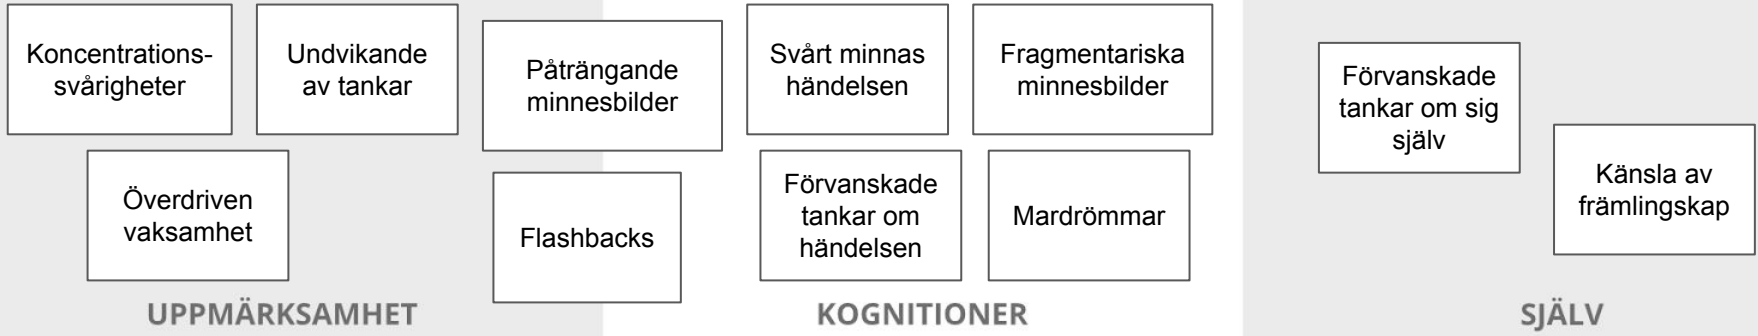 Koncentrations-
svårigheter
Undvikande
av tankar
Påträngande
minnesbilder
Svårt minnas
händelsen
Fragmentariska
minnesbilder
Förvanskade
tankar om sig
själv
Överdriven
vaksamhet
Flashbacks
Förvanskade
tankar om
händelsen
Mardrömmar
Känsla av
främlingskap
UPPMÄRKSAMHET
KOGNITIONER
SJÄLV